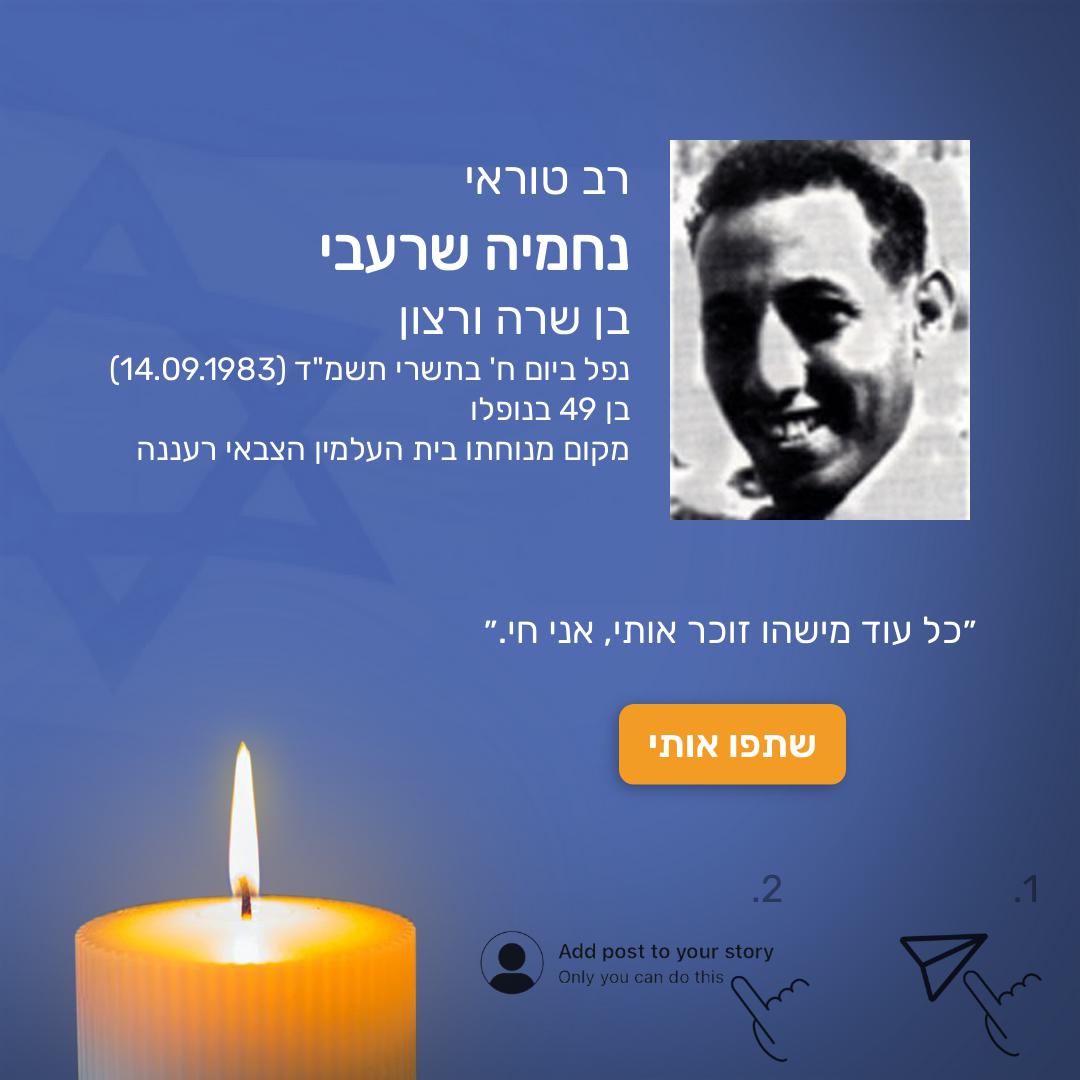 רב טוראי
נחמיה שרעבי
בן שרה ורצון
נפל ביום ח' בתשרי תשמ"ד (14.09.1983)
בן 49 בנופלו
מקום מנוחתו בית העלמין הצבאי רעננה
״כל עוד מישהו זוכר אותי, אני חי.״
שתפו אותי
1.
2.
Add post to your story
Only you can do this